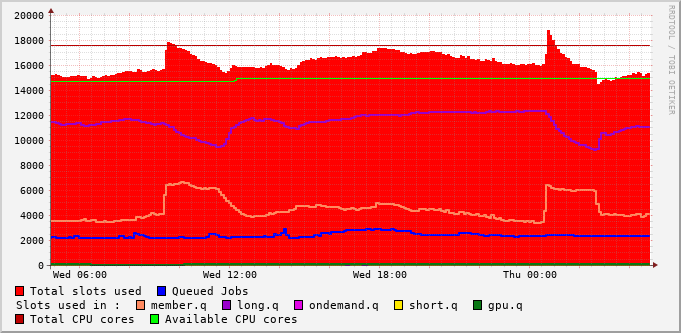 RRDTOOL / TOBI OETIKER
20000
18000
16000
14000
12000
10000
8000
6000
4000
2000
0
Wed 06:00 Wed 12:00 Wed 18:00 Thu 00:00
Total slots used Queued Jobs
Slots used in : member.q long.q ondemand.q short.q gpu.q
Total CPU cores Available CPU cores